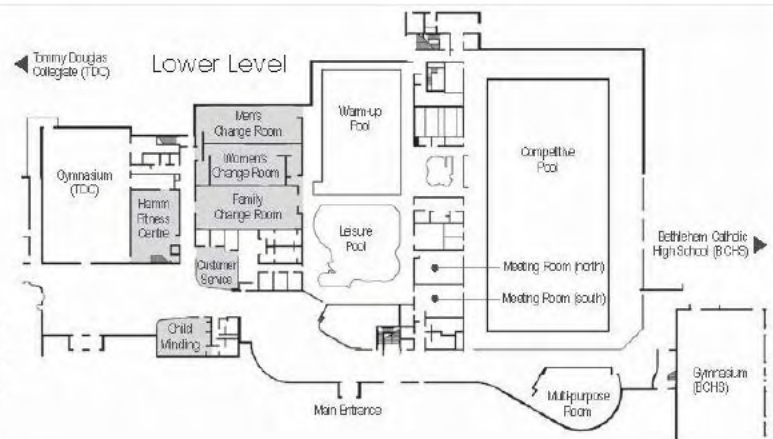 Tommy Douglas
Collegiate (TDC)
Lower Level
Men's
Change Room
Women's
Change Room
Family
Change Room
Customer
Service
Gymnasium
(TDC)
Hamm
Fitness
Centre
Child
Minding
Warm-up
Pool
Leisure
Pool
Competitive
Pool
Meeting Room (north)
Meeting Room (south)
Bethlehem Catholic
High School (BCHS)
Main Entrance
Multi-purpose
Room
Gymnasium
(BCHS)